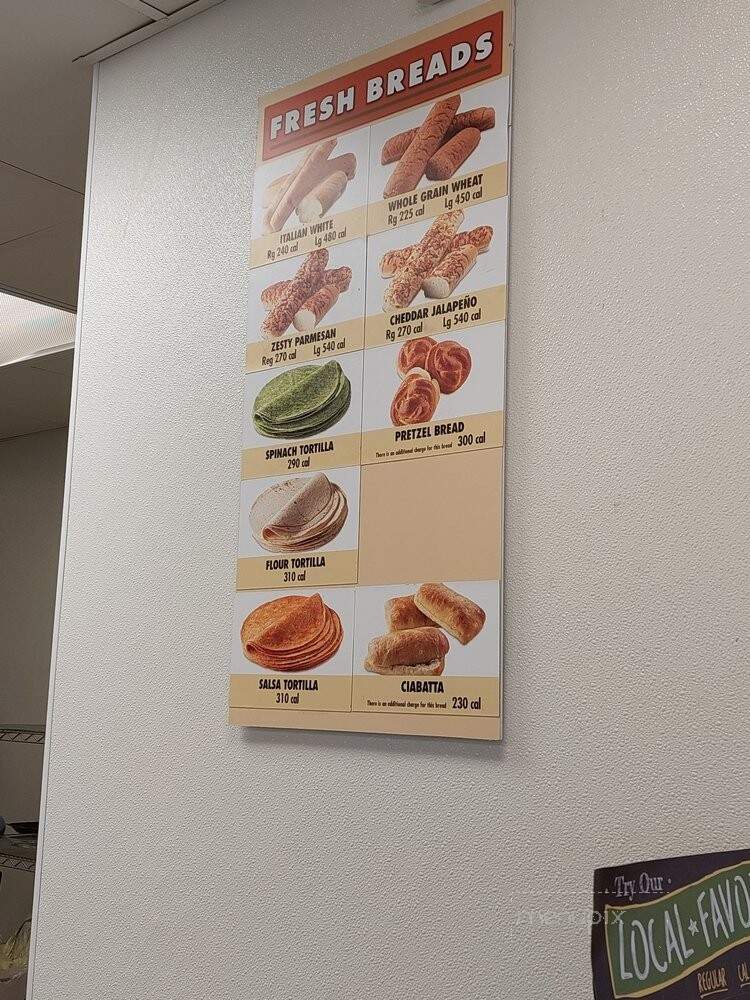 FRESH BREADS
ITALIAN WHITE
Rg 240 cal Lg 480 cal
WHOLE GRAIN WHEAT
Rg 225 cal Lg 450 cal
ZESTY PARMESAN
Reg 270 cal Lg 540 cal
CHEDDAR JALAPEÑO
Rg 270 cal Lg 540 cal
SPINACH TORTILLA
290 cal
PRETZEL BREAD
There is an additional charge for this bread 300 cal
FLOUR TORTILLA
310 cal
SALSA TORTILLA
310 cal
CIABATTA
There is an additional charge for this bread 230 cal
Try Our
LOCAL FAVO
REGULAR CAL
menupix